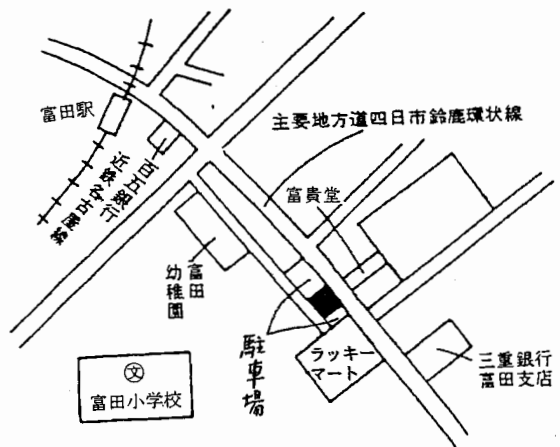 富田駅
百五銀行
近鉄名古屋線
主要地方道四日市鈴鹿環状線
富貴堂
富田
幼稚園
駐車場
ラッキー
マート
三重銀行
富田支店
文
富田小学校